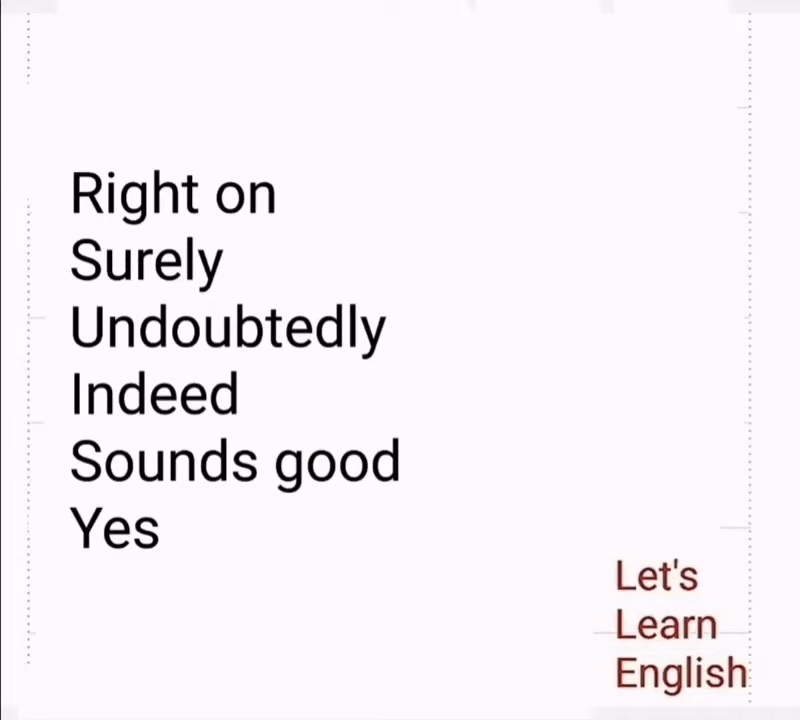 Right on
Surely
Undoubtedly
Indeed
Sounds good
Yes
Let's
Learn
English